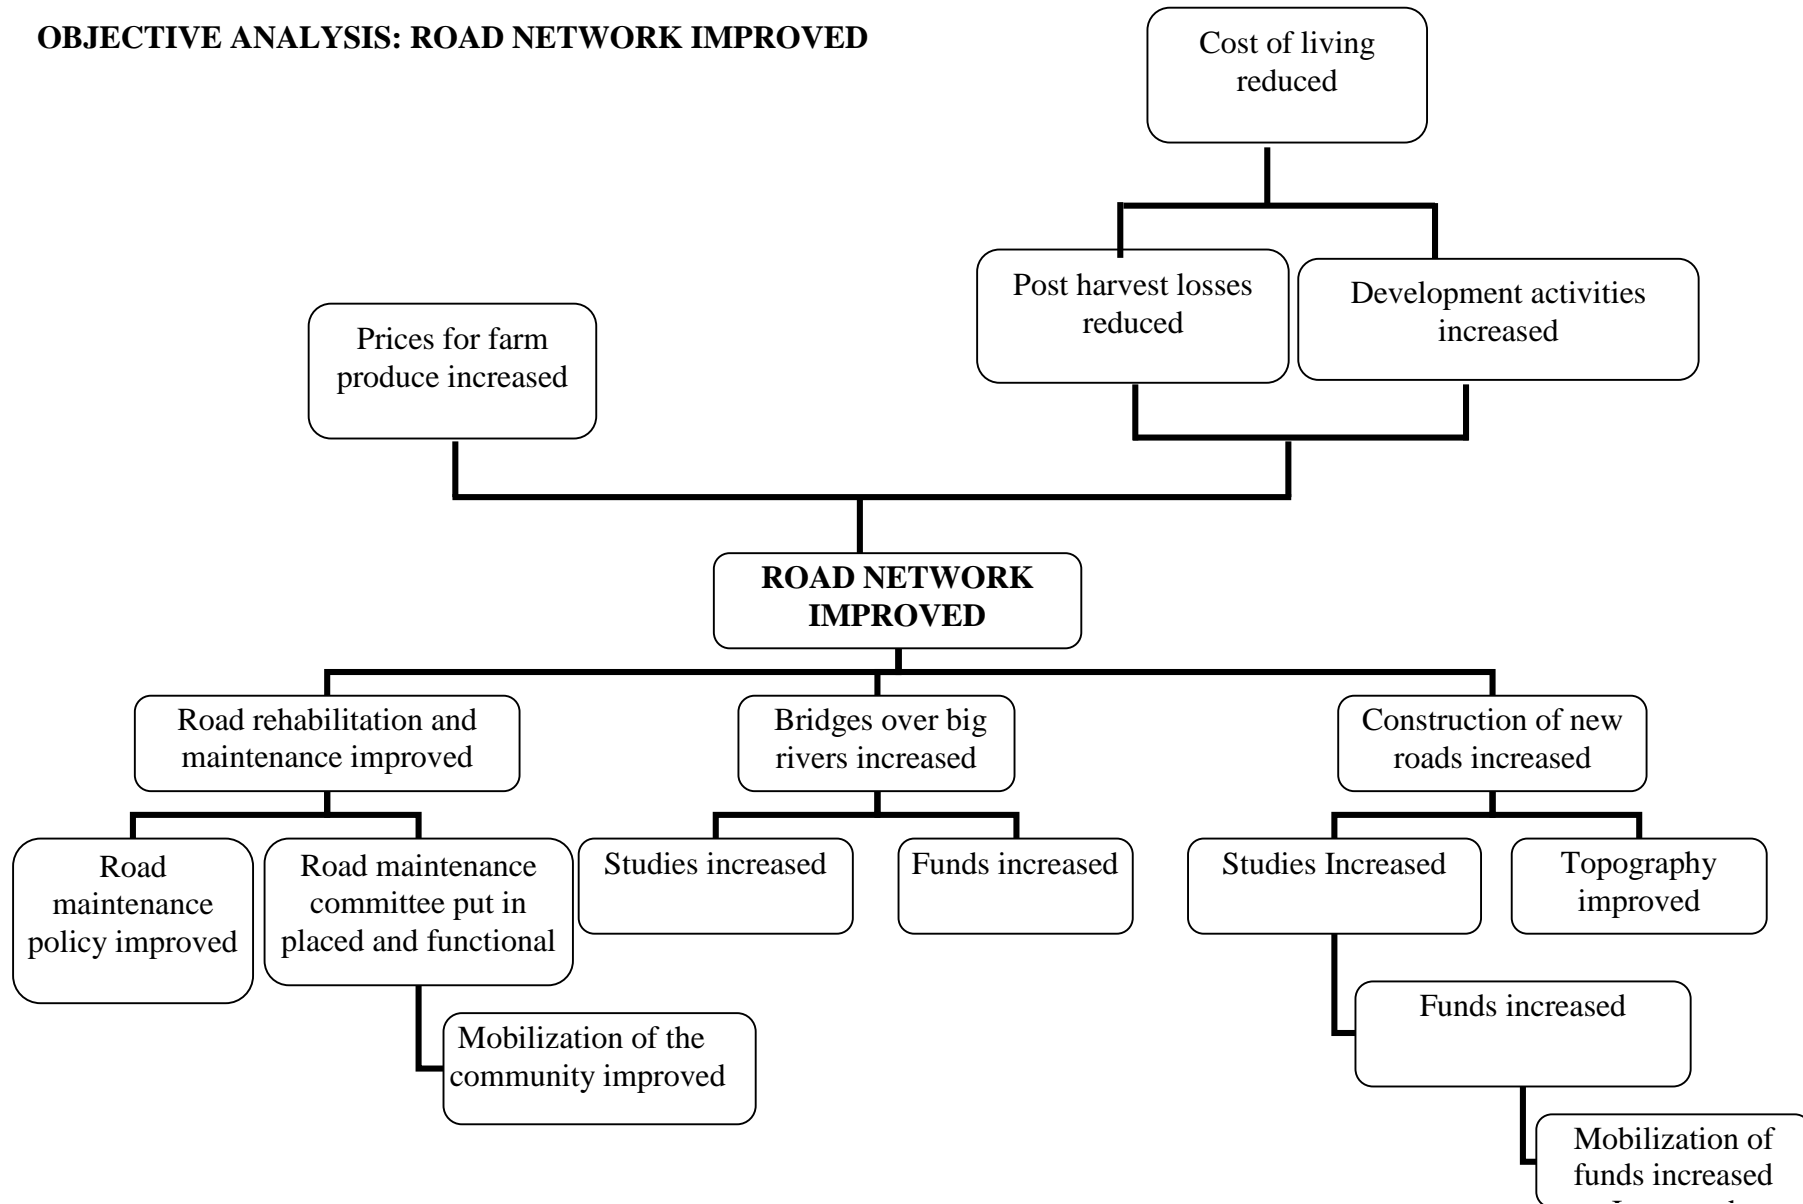 OBJECTIVE ANALYSIS: ROAD NETWORK IMPROVED
Cost of living
reduced
Post harvest losses
reduced
Development activities
increased
Prices for farm
produce increased
ROAD NETWORK
IMPROVED
Road rehabilitation and
maintenance improved
Bridges over big
rivers increased
Construction of new
roads increased
Road
maintenance
policy improved
Road maintenance
committee put in
placed and functional
Studies increased
Funds increased
Studies Increased
Topography
improved
Mobilization of the
community improved
Funds increased
Mobilization of
funds increased